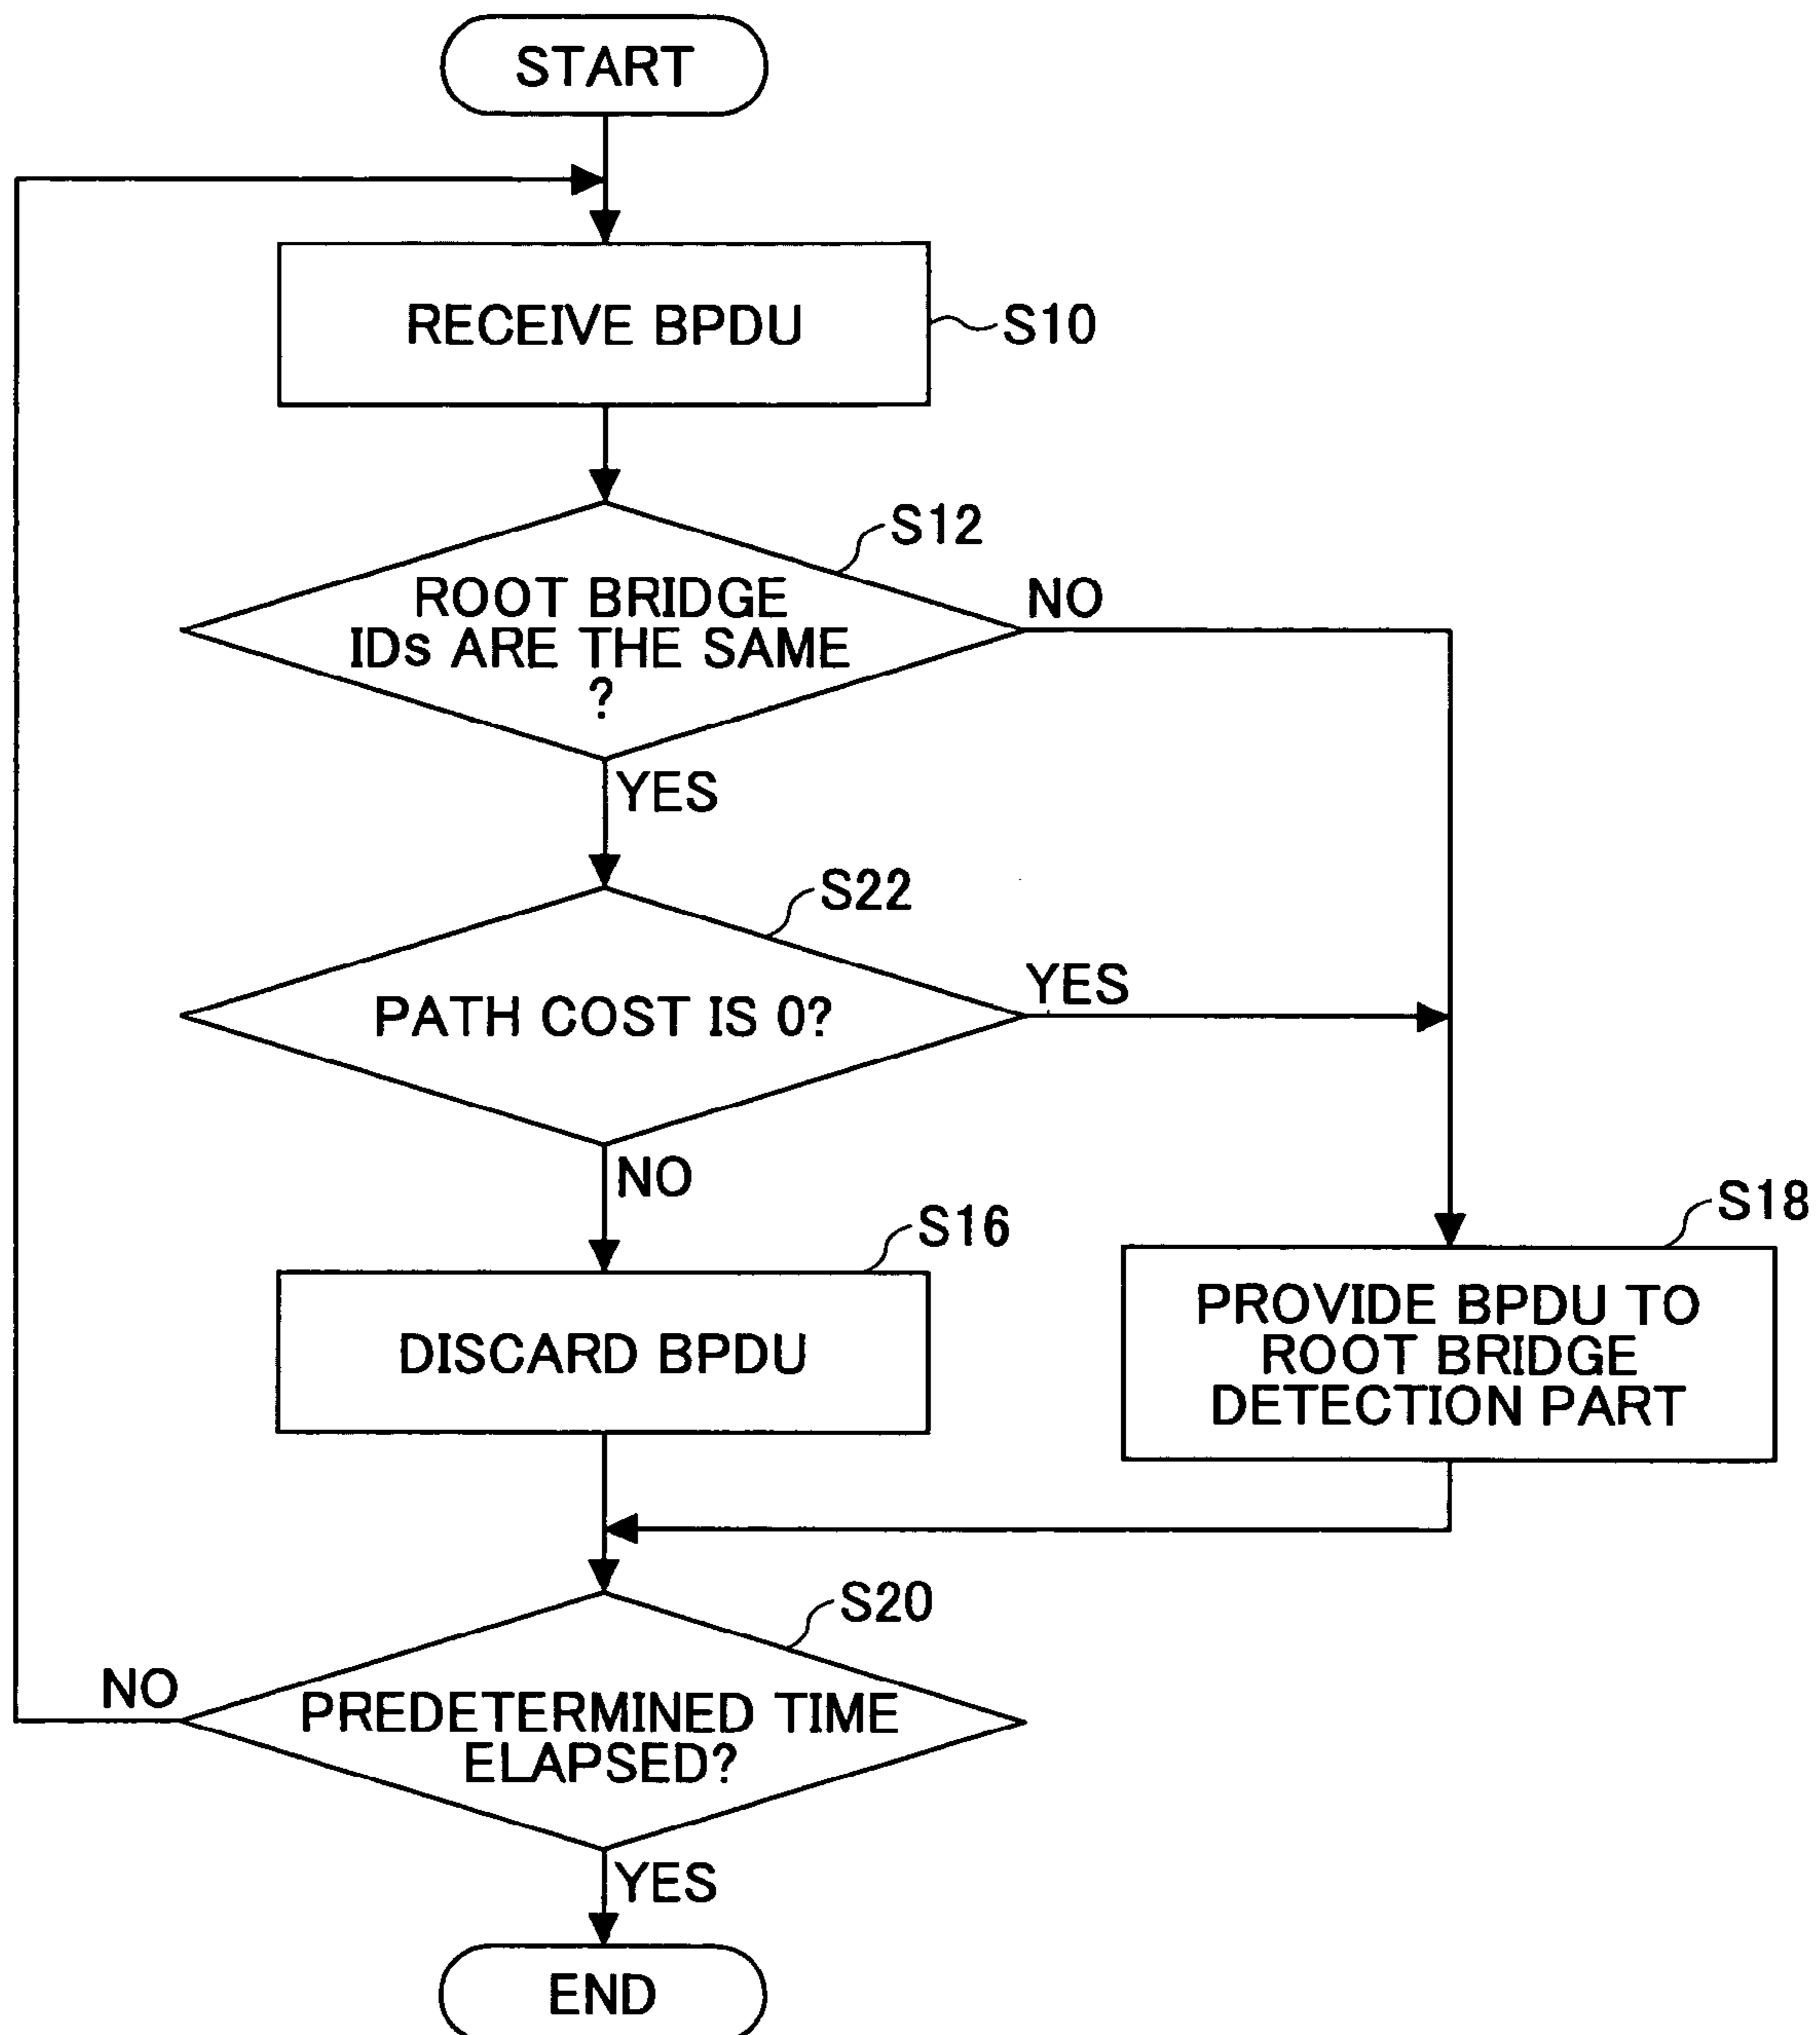 START
RECEIVE BPDU
S10
S12
ROOT BRIDGE
IDs ARE THE SAME
?
NO
YES
S22
PATH COST IS 0?
YES
NO
S16
DISCARD BPDU
S18
PROVIDE BPDU TO
ROOT BRIDGE
DETECTION PART
S20
PREDETERMINED TIME
ELAPSED?
NO
YES
END